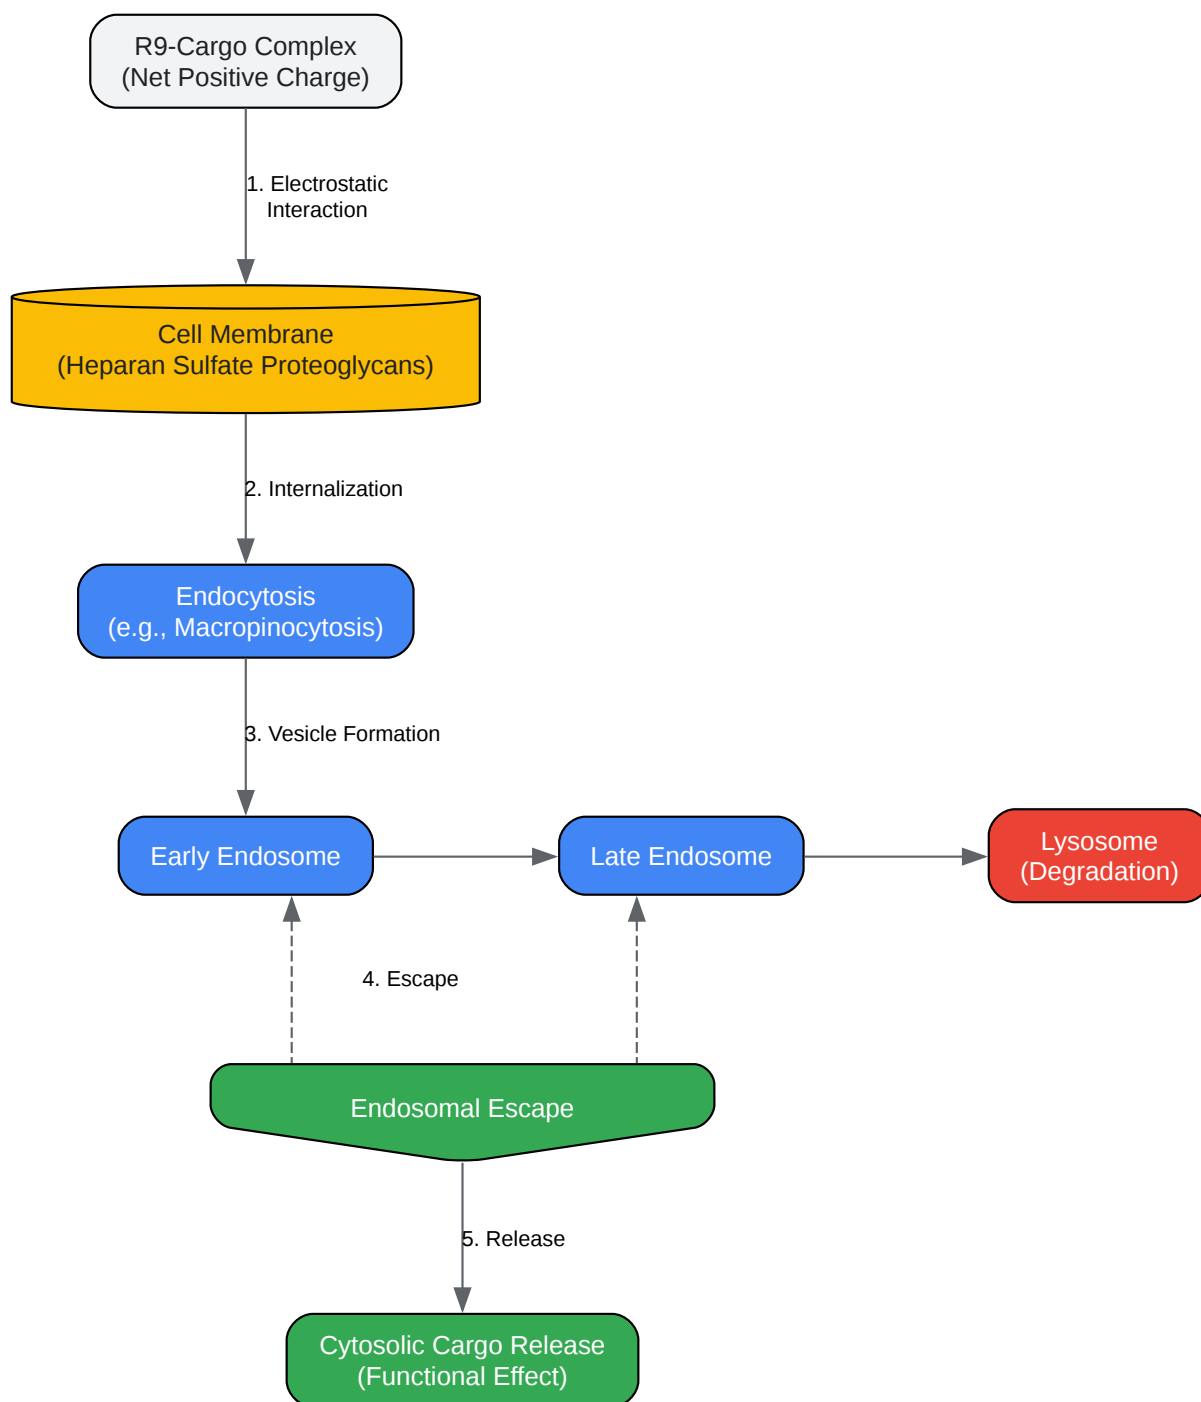 R9-Cargo Complex
(Net Positive Charge)
1. Electrostatic
Interaction
Cell Membrane
(Heparan Sulfate Proteoglycans)
2. Internalization
Endocytosis
(e.g., Macropinocytosis)
3. Vesicle Formation
Early Endosome
Late Endosome
Lysosome
(Degradation)
4. Escape
Endosomal Escape
5. Release
Cytosolic Cargo Release
(Functional Effect)